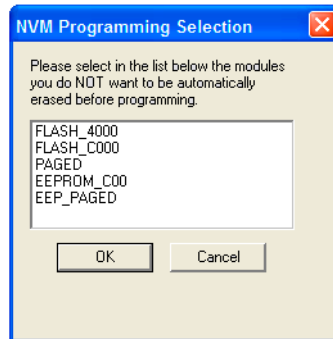 NVM Programming Selection
Please select in the list below the modules
you do NOT want to be automatically
erased before programming.
FLASH_4000
FLASH_C000
PAGED
EEPROM_C00
EEP_PAGED
OK
Cancel